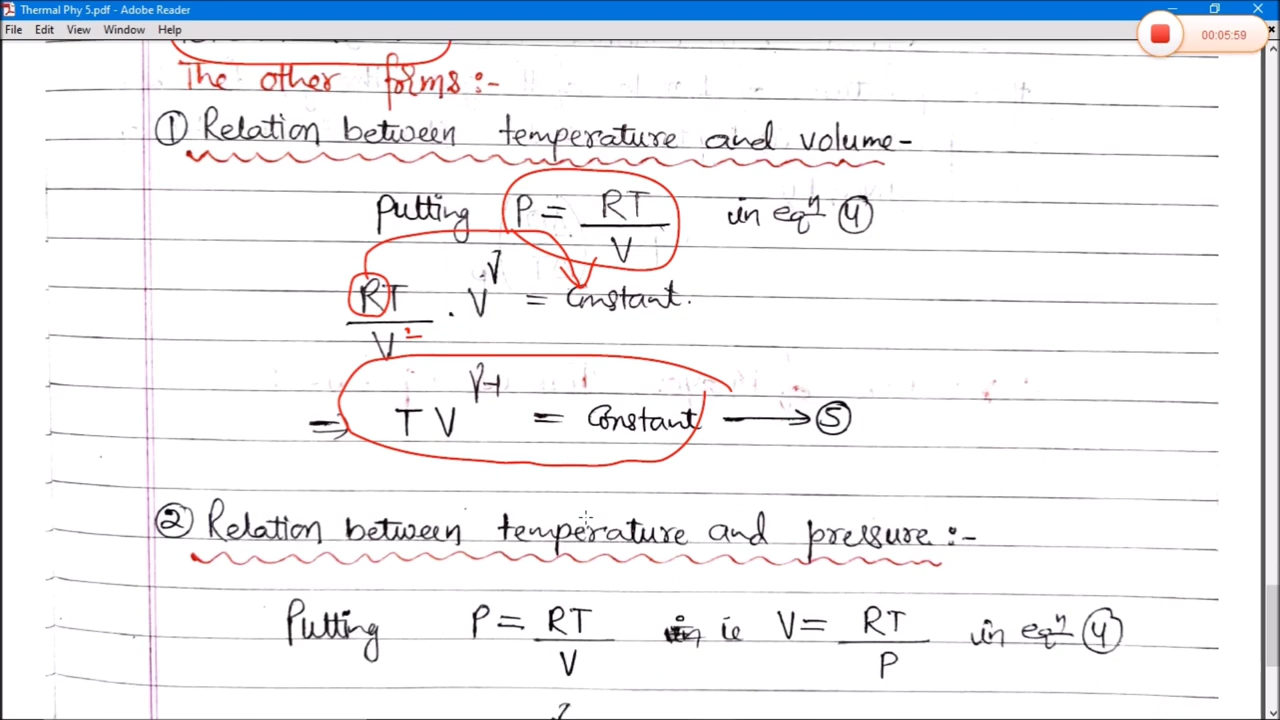 Thermal Phy 5.pdf - Adobe Reader
File Edit View Window Help
00:05:59
The other forms :-
① Relation between temperature and volume -
Putting P = RT/V in eqⁿ ④
RT/V² . V^γ = Constant.
⇒ TV^γ-1 = Constant → ⑤
② Relation between temperature and pressure :-
Putting P = RT/V ie V = RT/P in eqⁿ ④